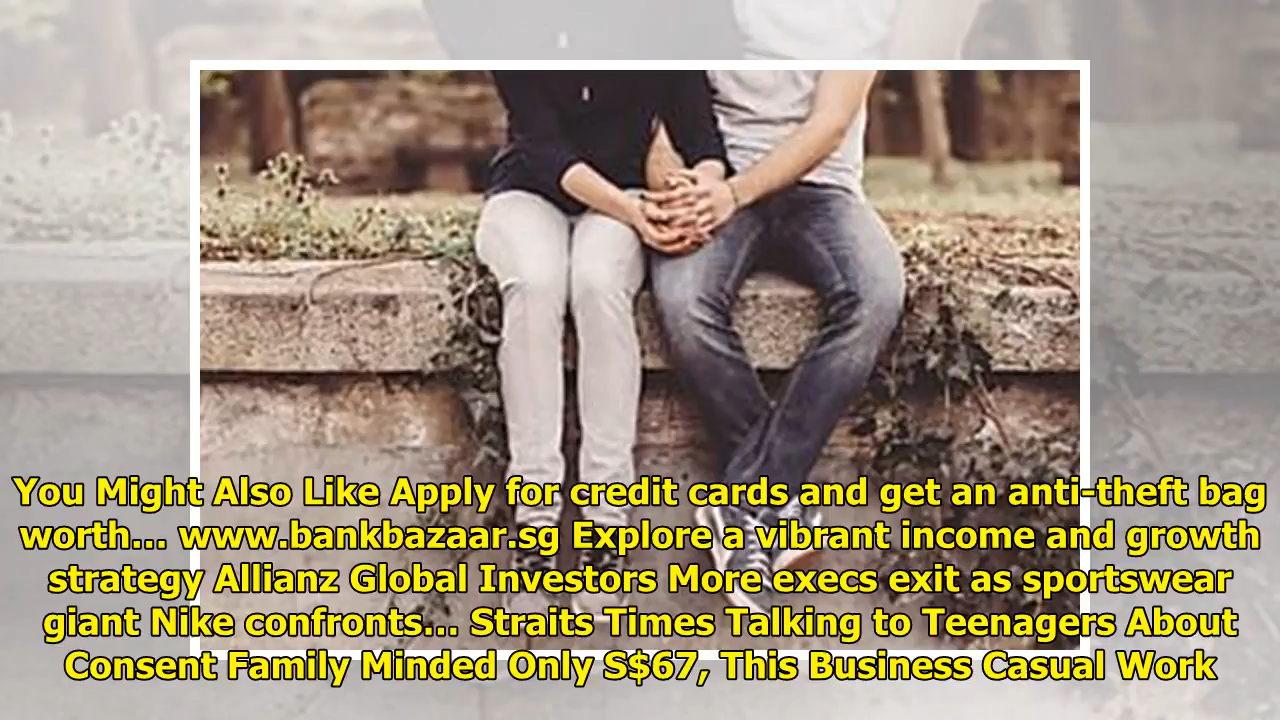 You Might Also Like Apply for credit cards and get an anti-theft bag
worth... www.bankbazaar.sg Explore a vibrant income and growth
strategy Allianz Global Investors More execs exit as sportswear
giant Nike confronts... Straits Times Talking to Teenagers About
Consent Family Minded Only S$67, This Business Casual Work